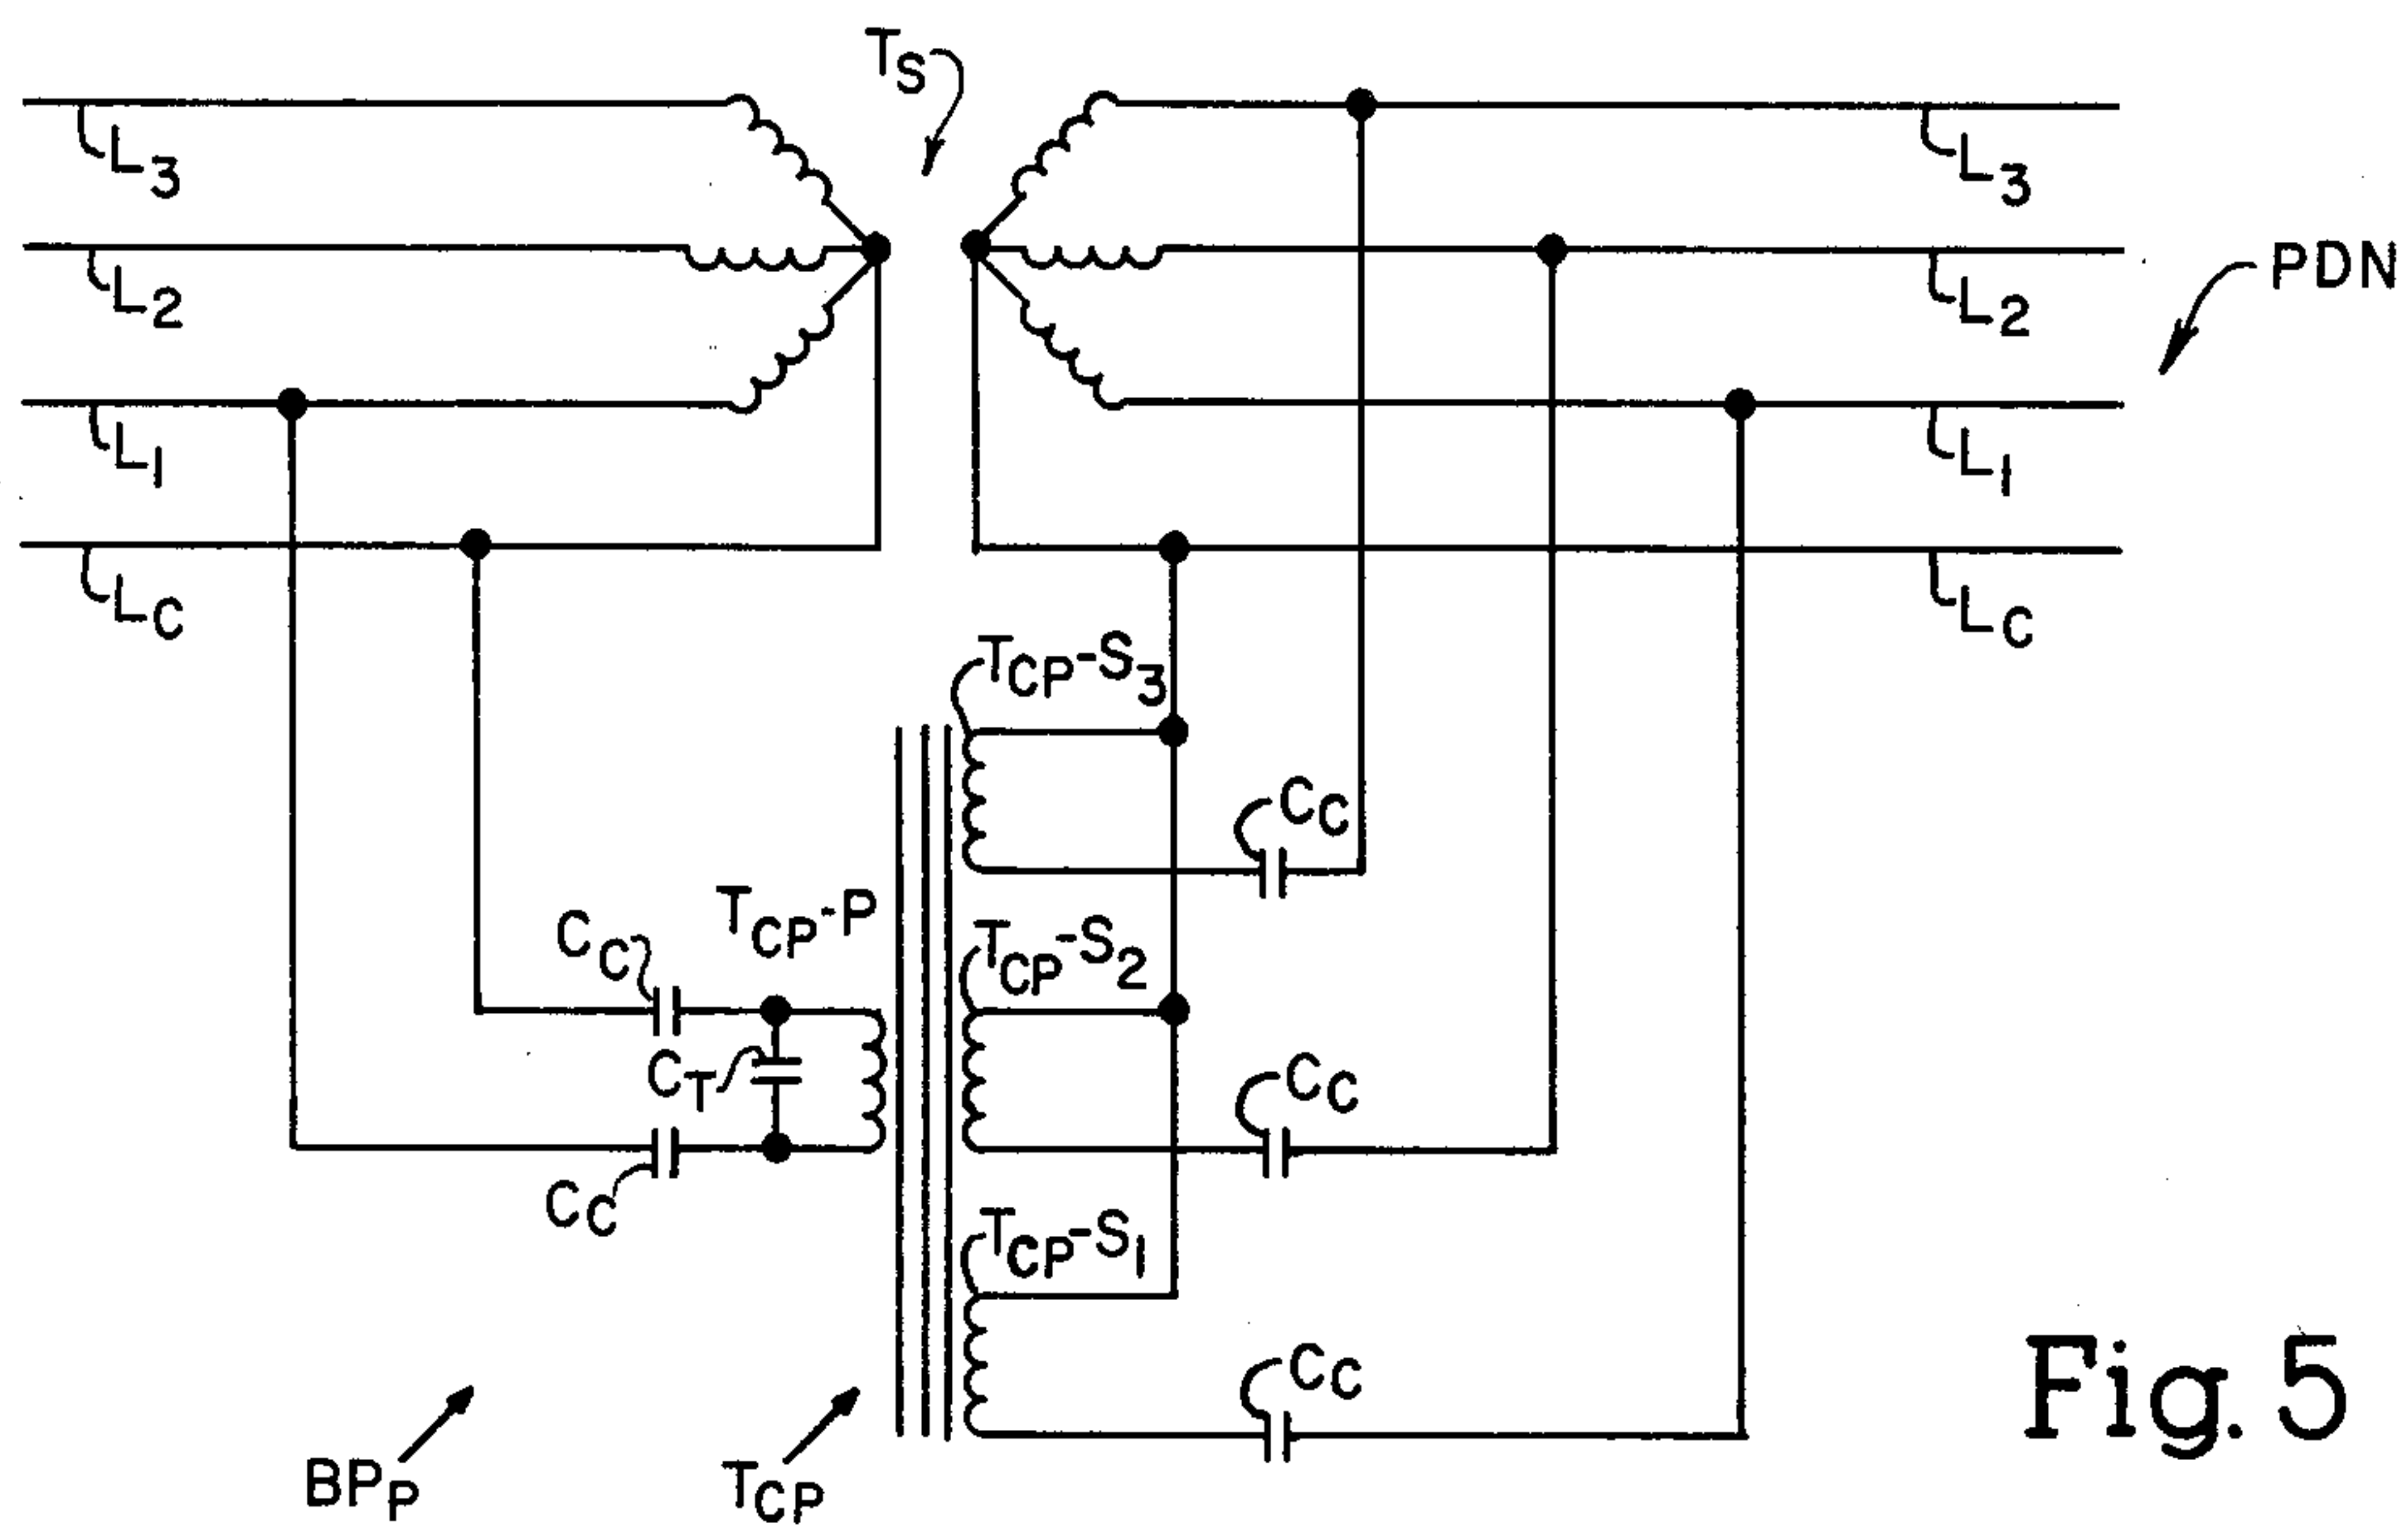 TS
L3
L3
L2
L2
PDN
L1
L1
LC
LC
TCP-S3
CC
TCP-P
CC
TCP-S2
CT
CC
CC
TCP-S1
CC
Fig. 5
BPP
TCP